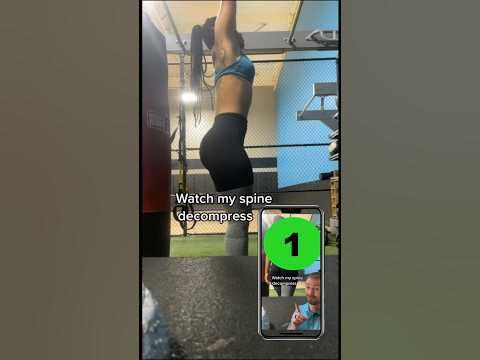 Watch my spine
decompress
1
Watch my spine
decompress